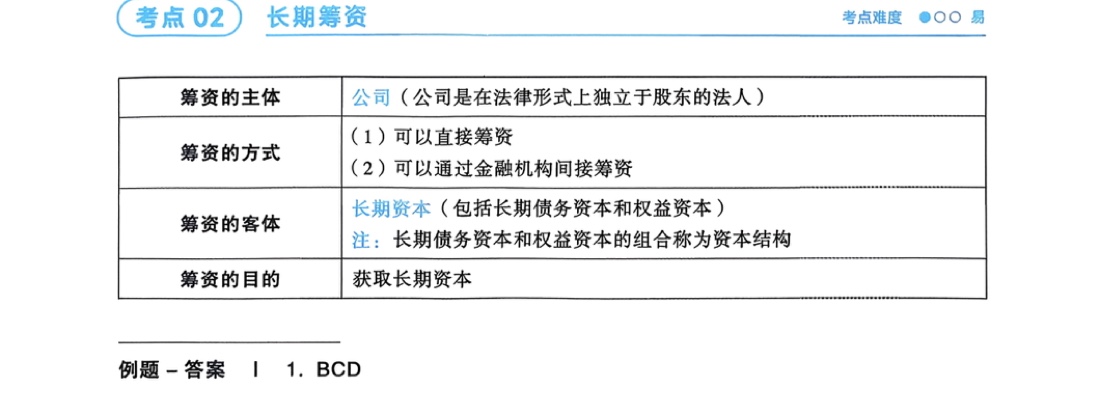 考点 02 长期筹资 考点难度 ●○○ 易
筹资的主体 公司（公司是在法律形式上独立于股东的法人）
筹资的方式
（1）可以直接筹资
（2）可以通过金融机构间接筹资
筹资的客体
长期资本（包括长期债务资本和权益资本）
注：长期债务资本和权益资本的组合称为资本结构
筹资的目的 获取长期资本
例题 – 答案 | 1. BCD